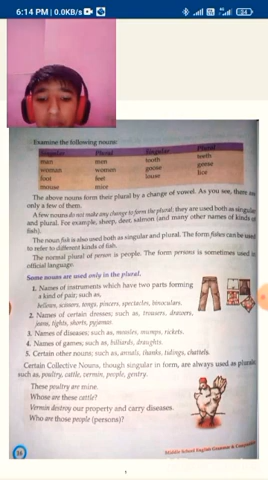 6:14 PM | 0.0KB/s
Examine the following nouns:
Singular Plural Singular Plural
man men tooth teeth
woman women goose geese
foot feet louse lice
mouse mice
The above nouns form their plural by a change of vowel. As you see, there are
only a few of them.
A few nouns do not make any change to form the plural; they are used both as singular
and plural. For example, sheep, deer, salmon (and many other names of kinds of
fish).
The noun fish is also used both as singular and plural. The form fishes can be used
to refer to different kinds of fish.
The normal plural of person is people. The form persons is sometimes used in
official language.
Some nouns are used only in the plural.
1. Names of instruments which have two parts forming
a kind of pair; such as,
bellows, scissors, tongs, pincers, spectacles, binoculars.
2. Names of certain dresses; such as, trousers, drawers,
jeans, tights, shorts, pyjamas.
3. Names of diseases; such as, measles, mumps, rickets.
4. Names of games; such as, billiards, draughts.
5. Certain other nouns; such as, annals, thanks, tidings, chattels.
Certain Collective Nouns, though singular in form, are always used as plurals
such as, poultry, cattle, vermin, people, gentry.
These poultry are mine.
Whose are these cattle?
Vermin destroy our property and carry diseases.
Who are those people (persons)?
16
Middle School English Grammar &